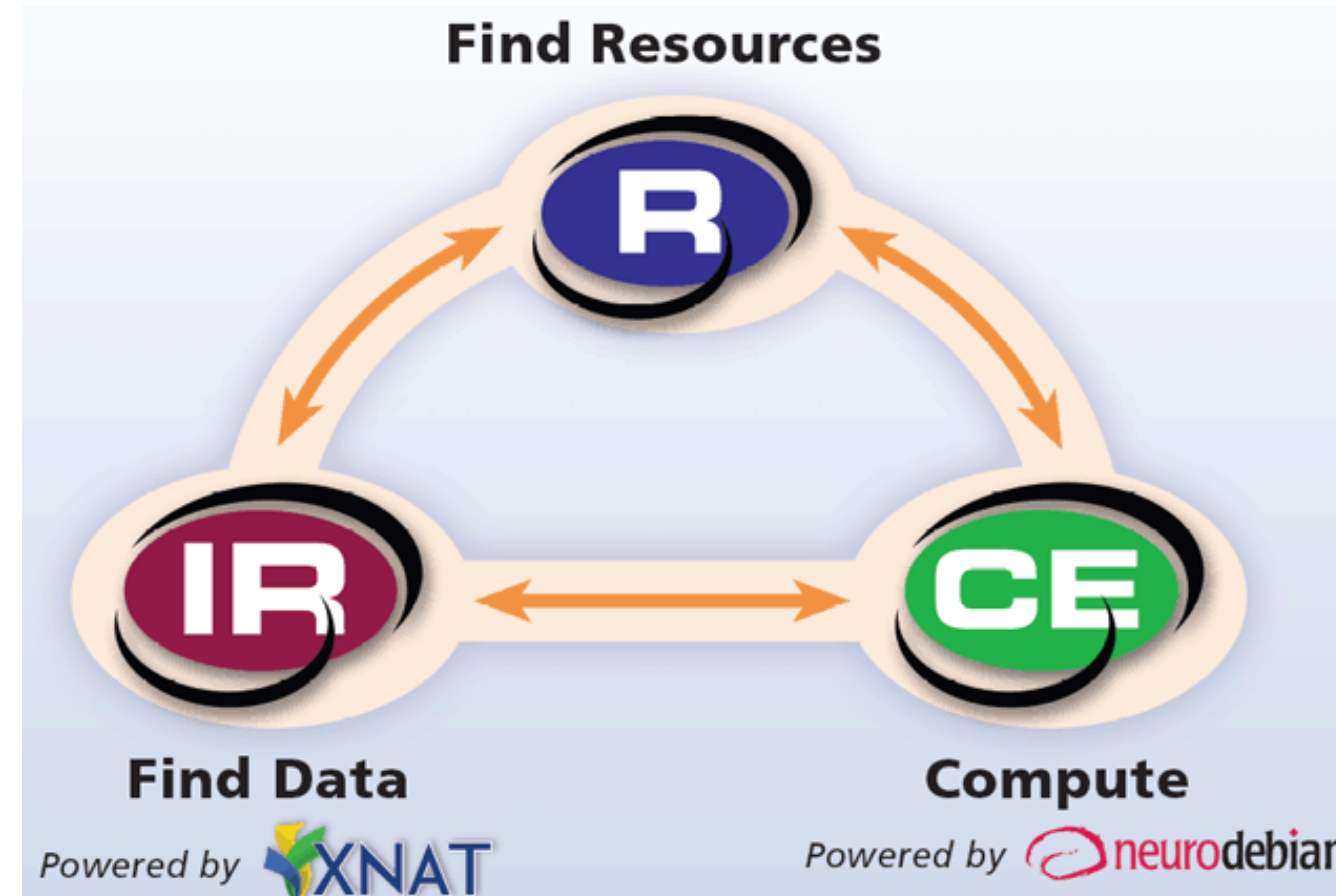 Find Resources
R
IR
CE
Find Data
Compute
Powered by XNAT
Powered by neurodebian